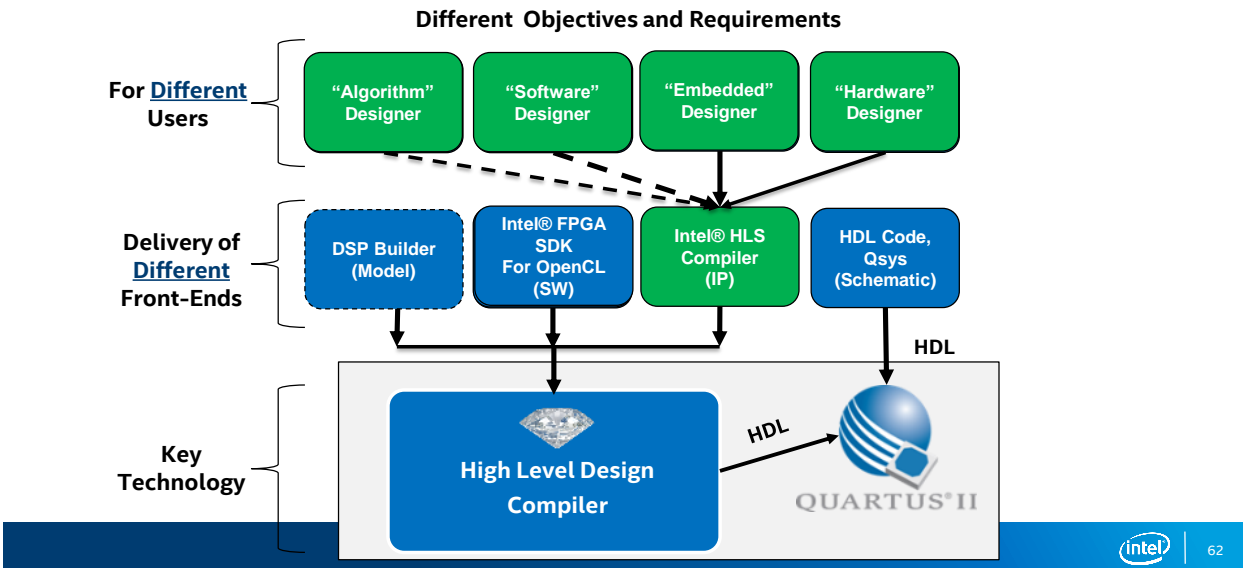 Different Objectives and Requirements
For Different
Users
“Algorithm”
Designer
“Software”
Designer
“Embedded”
Designer
“Hardware”
Designer
Delivery of
Different
Front-Ends
DSP Builder
(Model)
Intel® FPGA
SDK
For OpenCL
(SW)
Intel® HLS
Compiler
(IP)
HDL Code,
Qsys
(Schematic)
HDL
Key
Technology
High Level Design
Compiler
HDL
QUARTUS® II
intel
62